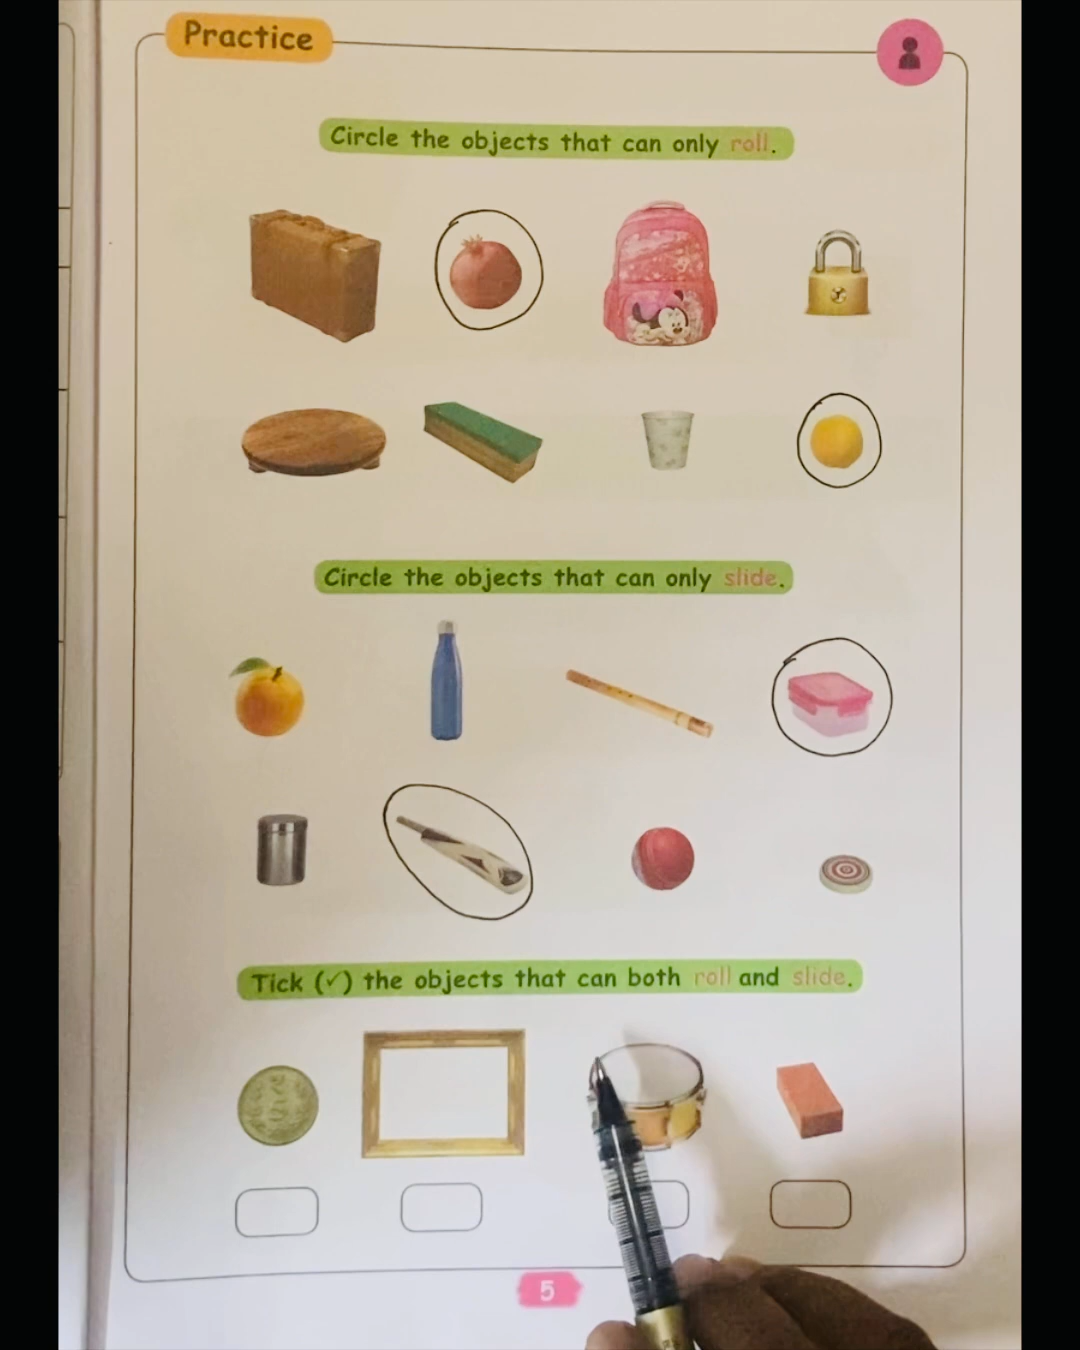 Practice
Circle the objects that can only roll.
Circle the objects that can only slide.
Tick (✓) the objects that can both roll and slide.
5